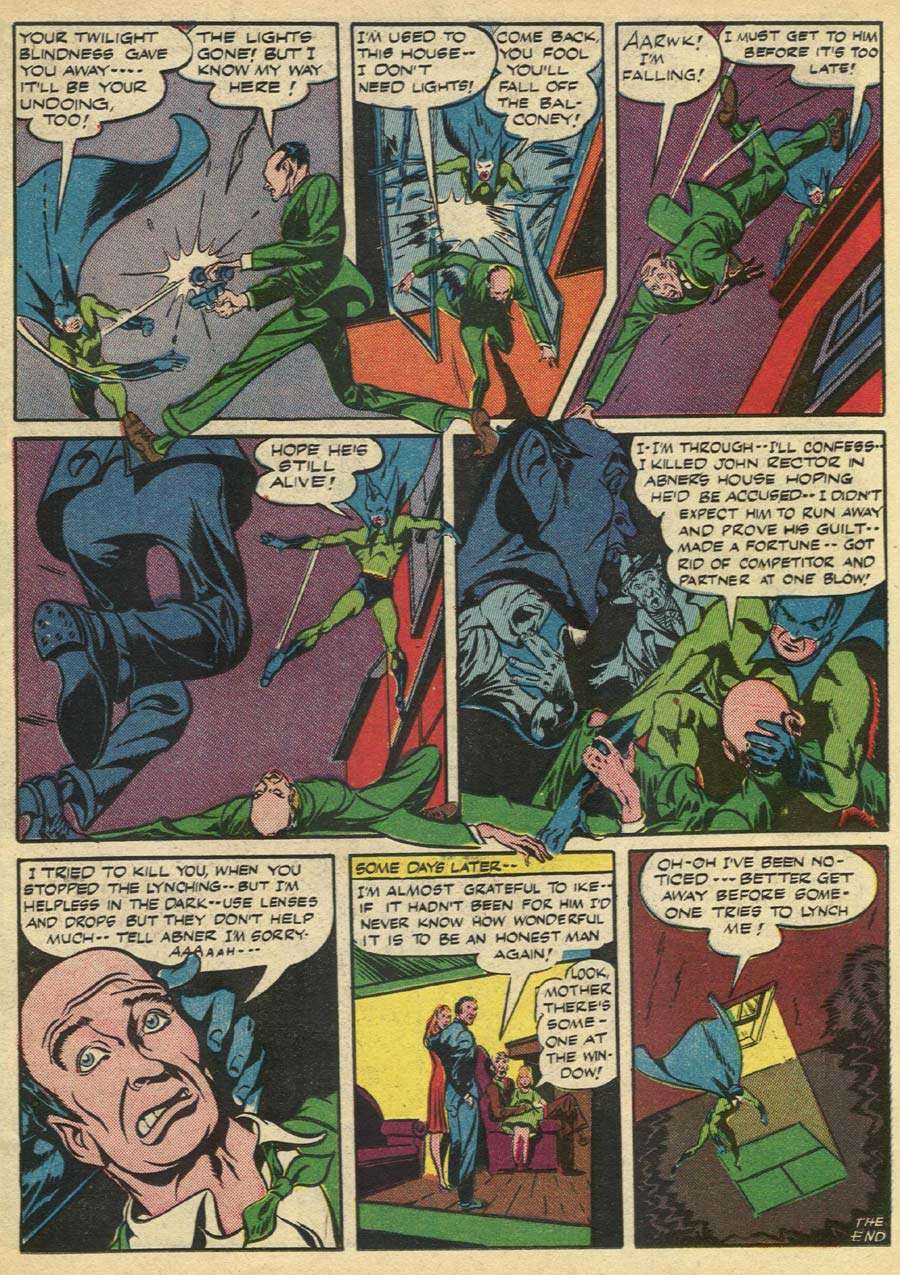 YOUR TWILIGHT
BLINDNESS GAVE
YOU AWAY----
IT'LL BE YOUR
UNDOING,
TOO!
THE LIGHTS
GONE! BUT I
KNOW MY WAY
HERE!
I'M USED TO
THIS HOUSE--
I DON'T
NEED LIGHTS!
COME BACK,
YOU FOOL
YOU'LL
FALL OFF
THE BAL-
CONEY!
AARWK!
I'M
FALLING!
I MUST GET TO HIM
BEFORE IT'S TOO
LATE!
HOPE HE'S
STILL
ALIVE!
I-I'M THROUGH--I'LL CONFESS--
I KILLED JOHN RECTOR IN
ABNER'S HOUSE HOPING
HE'D BE ACCUSED--I DIDN'T
EXPECT HIM TO RUN AWAY
AND PROVE HIS GUILT--
MADE A FORTUNE--GOT
RID OF COMPETITOR AND
PARTNER AT ONE BLOW!
I TRIED TO KILL YOU, WHEN YOU
STOPPED THE LYNCHING--BUT I'M
HELPLESS IN THE DARK--USE LENSES
AND DROPS BUT THEY DON'T HELP
MUCH--TELL ABNER I'M SORRY-
AAAAAH---
SOME DAYS LATER--
I'M ALMOST GRATEFUL TO IKE--
IF IT HADN'T BEEN FOR HIM I'D
NEVER KNOW HOW WONDERFUL
IT IS TO BE AN HONEST MAN
AGAIN!
LOOK,
MOTHER
THERE'S
SOME-
ONE AT
THE WIN-
DOW!
OH-OH I'VE BEEN NO-
TICED---BETTER GET
AWAY BEFORE SOME-
ONE TRIES TO LYNCH
ME!
THE
END